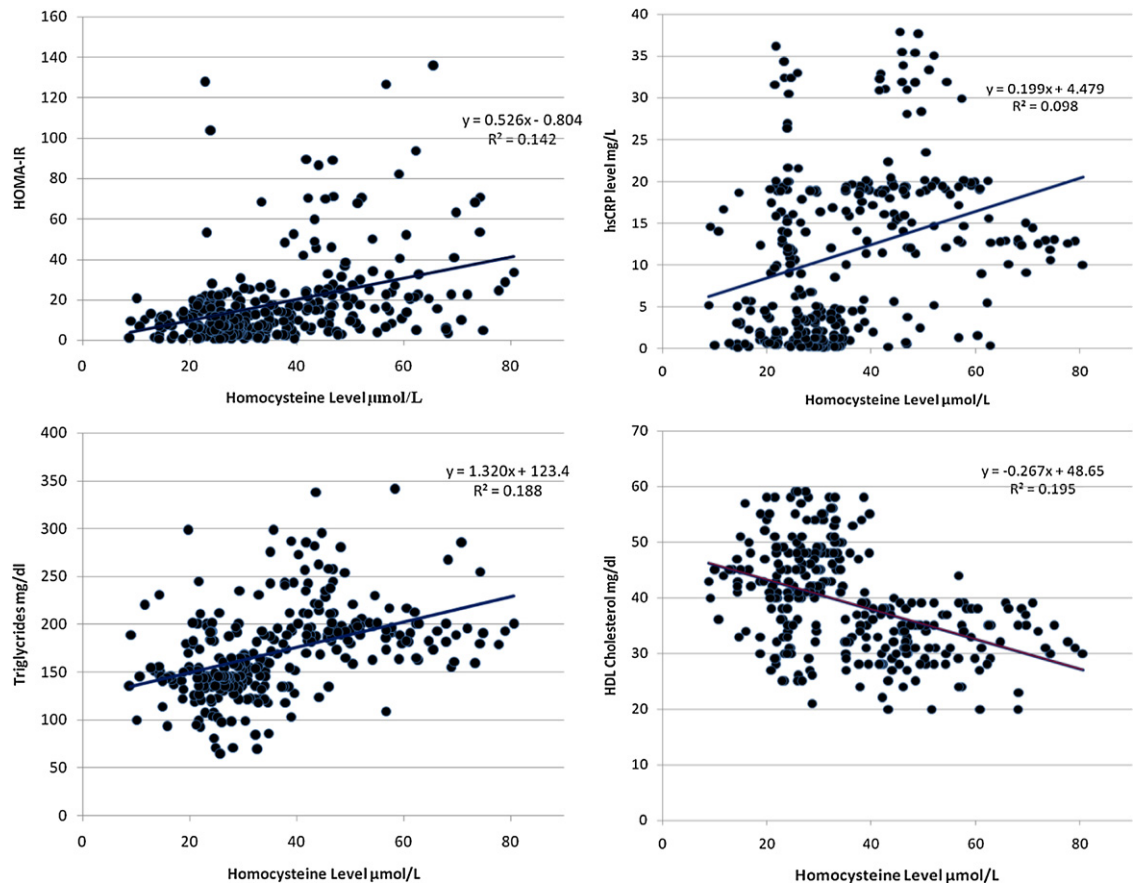 160
140
120
100
80
60
40
20
0
HOMA-IR
y = 0.526x - 0.804
R² = 0.142
0 20 40 60 80
Homocysteine Level µmol/L
40
35
30
25
20
15
10
5
0
hsCRP level mg/L
y = 0.199x + 4.479
R² = 0.098
0 20 40 60 80
Homocysteine Level µmol/L
400
350
300
250
200
150
100
50
0
Triglycrides mg/dl
y = 1.320x + 123.4
R² = 0.188
0 20 40 60 80
Homocysteine Level µmol/L
70
60
50
40
30
20
10
0
HDL Cholesterol mg/dl
y = -0.267x + 48.65
R² = 0.195
0 20 40 60 80
Homocysteine Level µmol/L